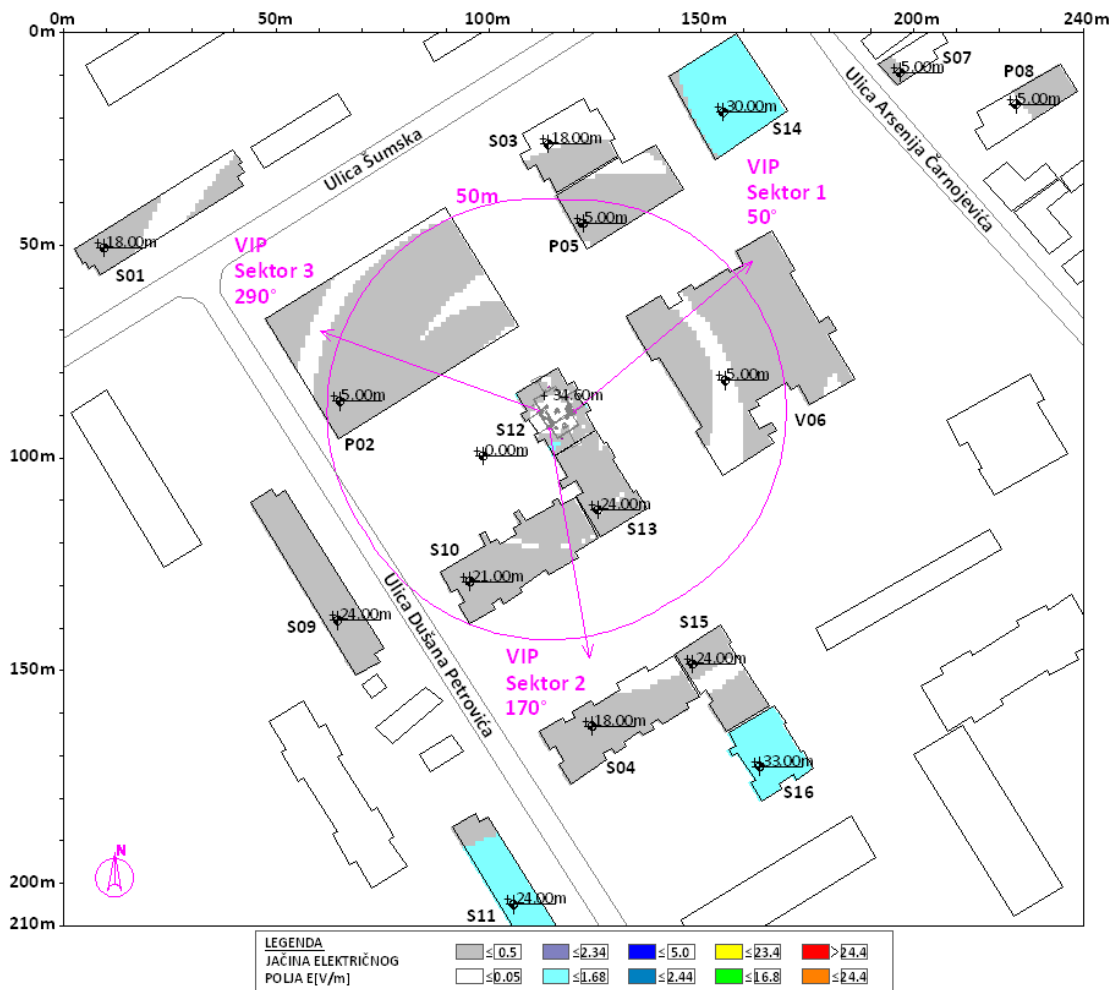 0m 50m 100m 150m 200m 240m
0m
50m
100m
150m
200m
210m
Ulica Šumska
Ulica Arsenija Čarnojevića
Ulica Dušana Petrovića
+5.00m
S07
P08
+5.00m
+30.00m
S14
S03
+18.00m
VIP
Sektor 1
50°
50m
+5.00m
P05
+18.00m
S01
VIP
Sektor 3
290°
+5.00m
P02
+5.00m
V06
+34.60m
S12
+0.00m
+24.00m
S13
S10
+21.00m
S09
+24.00m
S15
+24.00m
VIP
Sektor 2
170°
+18.00m
S04
+33.00m
S16
+24.00m
S11
N
LEGENDA
JAČINA ELEKTRIČNOG
POLJA E[V/m]
≤0.5 ≤2.34 ≤5.0 ≤23.4 >24.4
≤0.05 ≤1.68 ≤2.44 ≤16.8 ≤24.4